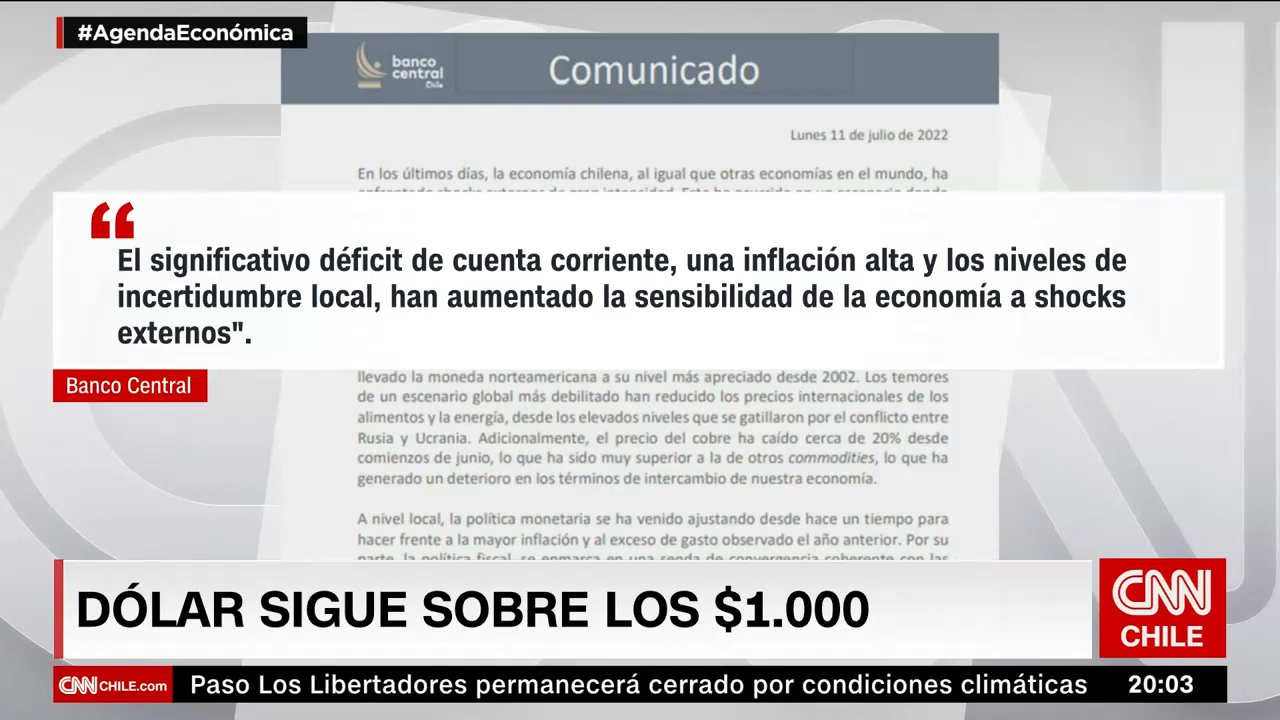 #AgendaEconómica
banco
central
Chile
Comunicado
Lunes 11 de julio de 2022
En los últimos días, la economía chilena, al igual que otras economías en el mundo, ha
“
El significativo déficit de cuenta corriente, una inflación alta y los niveles de
incertidumbre local, han aumentado la sensibilidad de la economía a shocks
externos".
Banco Central
llevado la moneda norteamericana a su nivel más apreciado desde 2002. Los temores
de un escenario global más debilitado han reducido los precios internacionales de los
alimentos y la energía, desde los elevados niveles que se gatillaron por el conflicto entre
Rusia y Ucrania. Adicionalmente, el precio del cobre ha caído cerca de 20% desde
comienzos de junio, lo que ha sido muy superior a la de otros commodities, lo que ha
generado un deterioro en los términos de intercambio de nuestra economía.
A nivel local, la política monetaria se ha venido ajustando desde hace un tiempo para
hacer frente a la mayor inflación y al exceso de gasto observado el año anterior. Por su
DÓLAR SIGUE SOBRE LOS $1.000
CNN
CHILE
CNNCHILE.com
Paso Los Libertadores permanecerá cerrado por condiciones climáticas
20:03